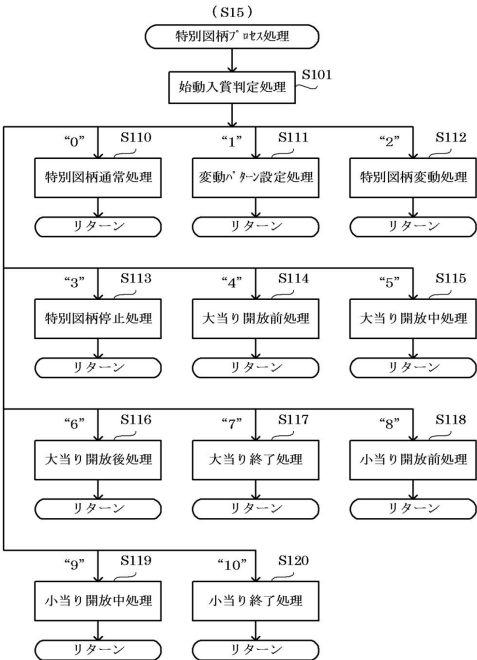 (S15)
特別図柄ﾌﾟﾛｾｽ処理
S101
始動入賞判定処理
“0” S110 “1” S111 “2” S112
特別図柄通常処理 変動ﾊﾟﾀｰﾝ設定処理 特別図柄変動処理
リターン リターン リターン
“3” S113 “4” S114 “5” S115
特別図柄停止処理 大当り開放前処理 大当り開放中処理
リターン リターン リターン
“6” S116 “7” S117 “8” S118
大当り開放後処理 大当り終了処理 小当り開放前処理
リターン リターン リターン
“9” S119 “10” S120
小当り開放中処理 小当り終了処理
リターン リターン